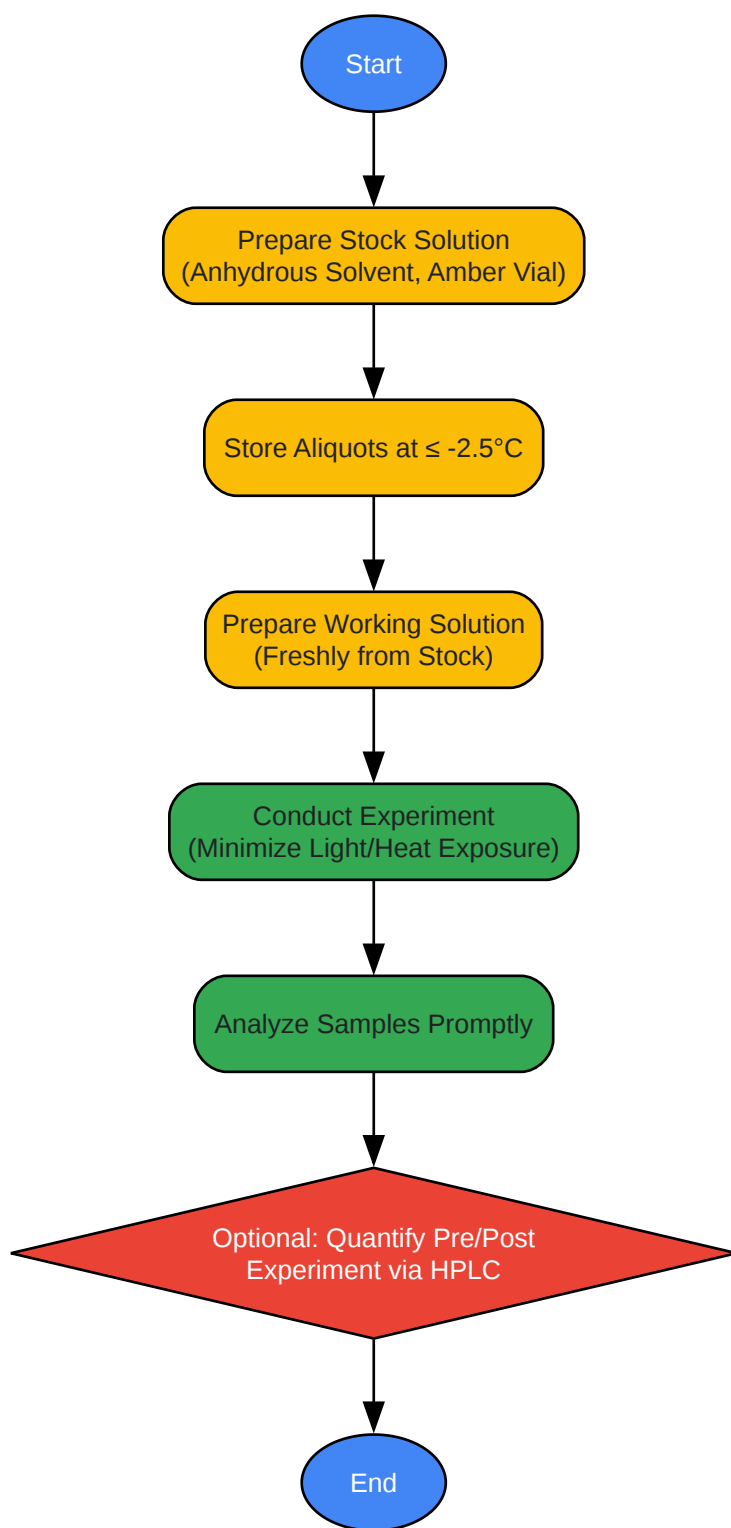 Start
Prepare Stock Solution
(Anhydrous Solvent, Amber Vial)
Store Aliquots at ≤ -2.5°C
Prepare Working Solution
(Freshly from Stock)
Conduct Experiment
(Minimize Light/Heat Exposure)
Analyze Samples Promptly
Optional: Quantify Pre/Post
Experiment via HPLC
End